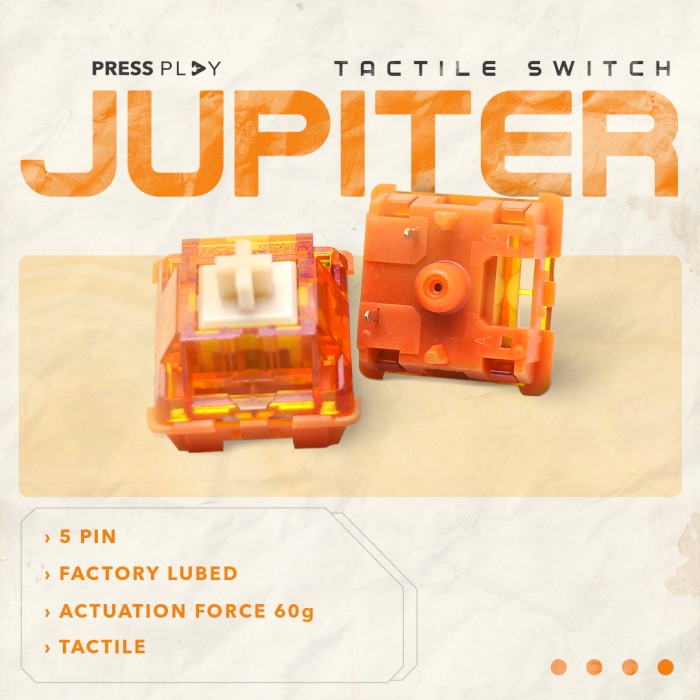 PRESS PLAY
TACTILE SWITCH
JUPITER
› 5 PIN
› FACTORY LUBED
› ACTUATION FORCE 60g
› TACTILE